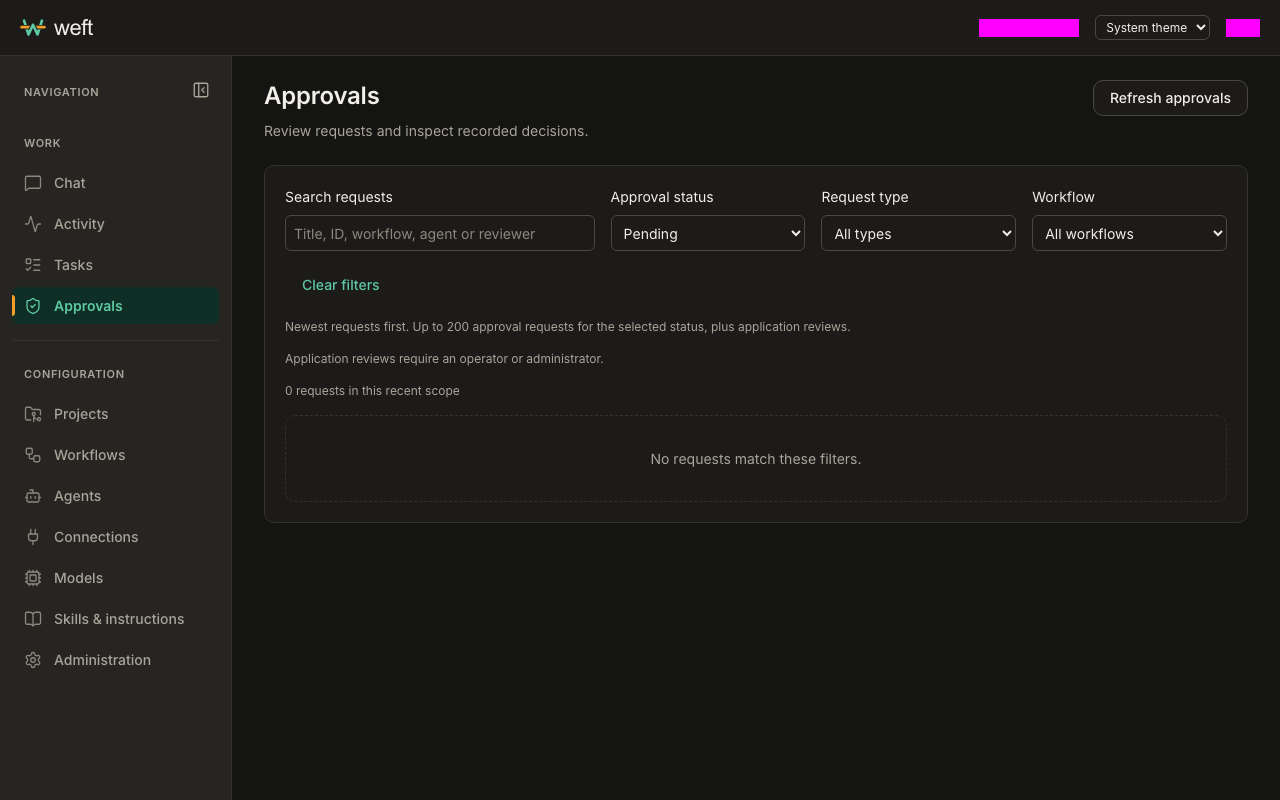 weft
System theme
NAVIGATION
WORK
Chat
Activity
Tasks
Approvals
CONFIGURATION
Projects
Workflows
Agents
Connections
Models
Skills & instructions
Administration
Approvals
Refresh approvals
Review requests and inspect recorded decisions.
Search requests
Approval status
Request type
Workflow
Title, ID, workflow, agent or reviewer
Pending
All types
All workflows
Clear filters
Newest requests first. Up to 200 approval requests for the selected status, plus application reviews.
Application reviews require an operator or administrator.
0 requests in this recent scope
No requests match these filters.